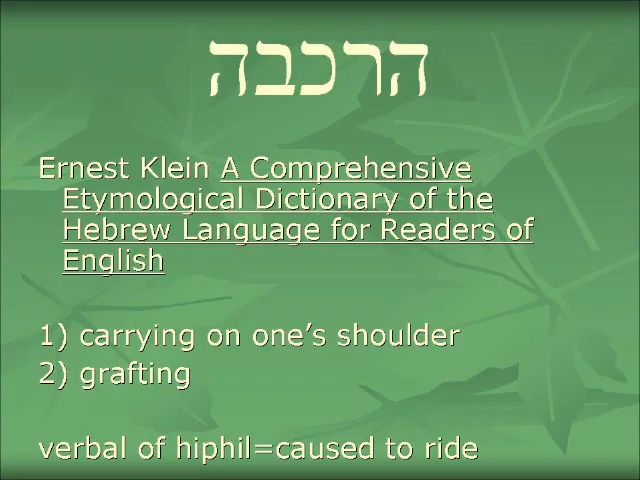 הרכבה
Ernest Klein A Comprehensive
Etymological Dictionary of the
Hebrew Language for Readers of
English
1) carrying on one’s shoulder
2) grafting
verbal of hiphil=caused to ride